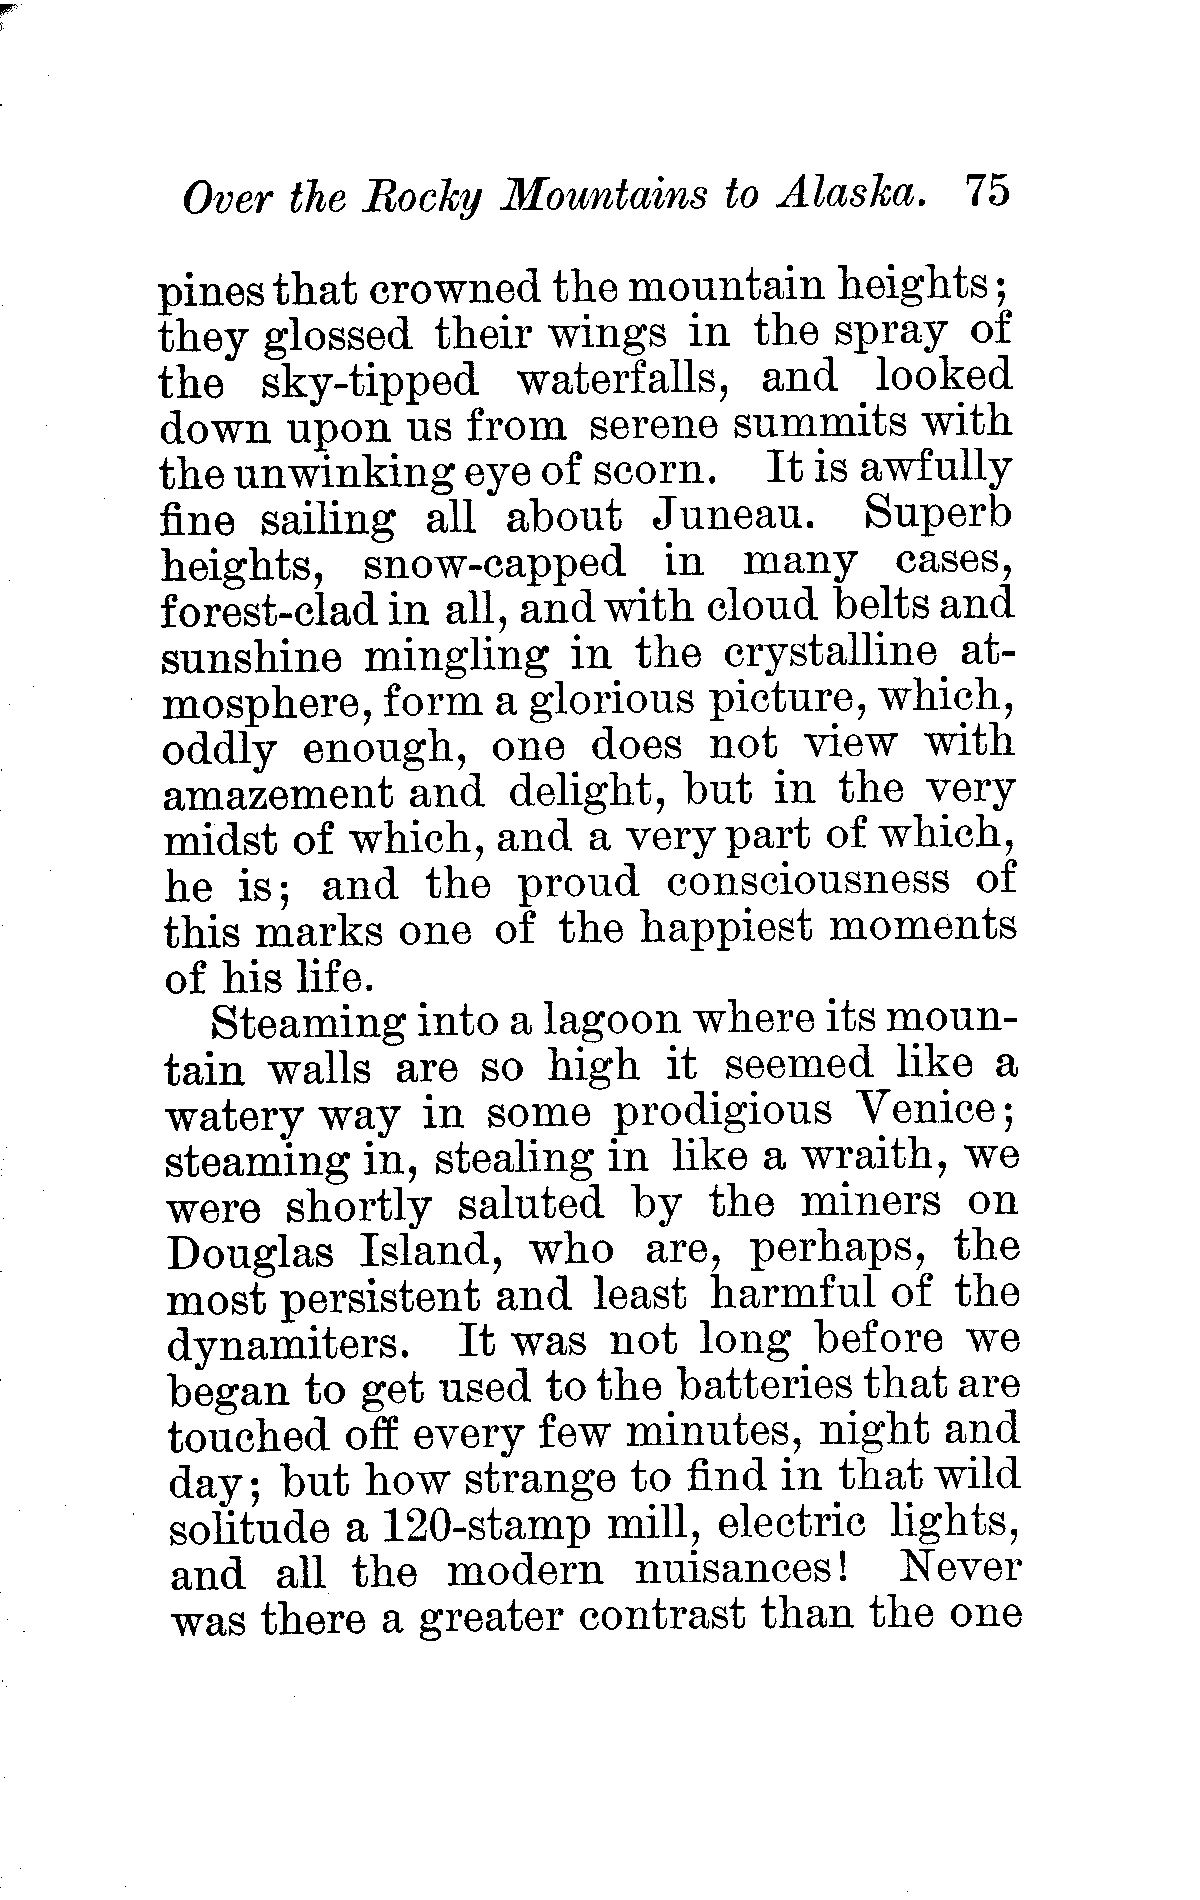 Over the Rocky Mountains to Alaska. 75
pines that crowned the mountain heights;
they glossed their wings in the spray of
the sky-tipped waterfalls, and looked
down upon us from serene summits with
the unwinking eye of scorn. It is awfully
fine sailing all about Juneau. Superb
heights, snow-capped in many cases,
forest-clad in all, and with cloud belts and
sunshine mingling in the crystalline at-
mosphere, form a glorious picture, which,
oddly enough, one does not view with
amazement and delight, but in the very
midst of which, and a very part of which,
he is; and the proud consciousness of
this marks one of the happiest moments
of his life.
Steaming into a lagoon where its moun-
tain walls are so high it seemed like a
watery way in some prodigious Venice;
steaming in, stealing in like a wraith, we
were shortly saluted by the miners on
Douglas Island, who are, perhaps, the
most persistent and least harmful of the
dynamiters. It was not long before we
began to get used to the batteries that are
touched off every few minutes, night and
day; but how strange to find in that wild
solitude a 120-stamp mill, electric lights,
and all the modern nuisances! Never
was there a greater contrast than the one